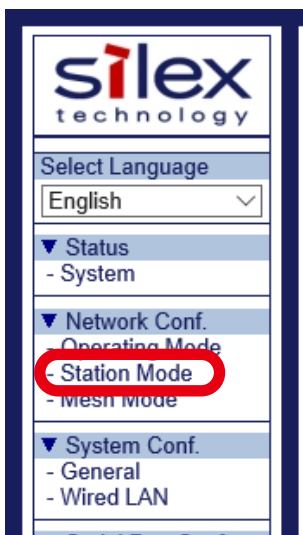 silex
technology
Select Language
English
▼ Status
- System
▼ Network Conf.
- Operating Mode
- Station Mode
- Mesh Mode
▼ System Conf.
- General
- Wired LAN